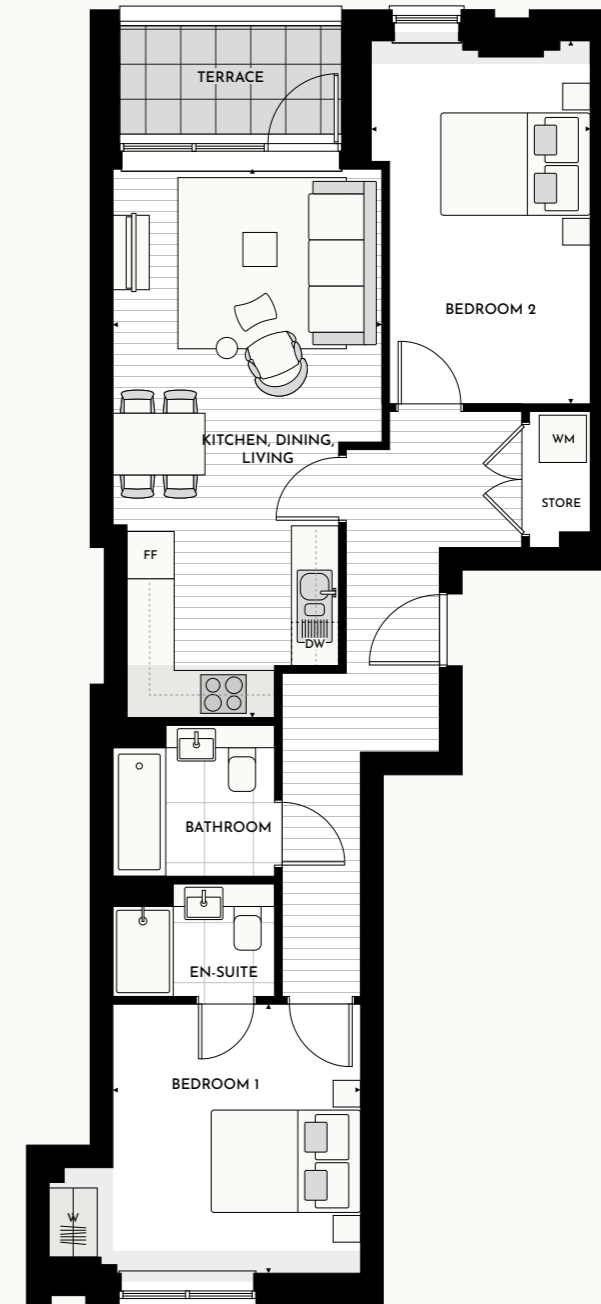 TERRACE
BEDROOM 2
KITCHEN, DINING,
LIVING
WM
STORE
FF
DW
BATHROOM
EN-SUITE
BEDROOM 1
W